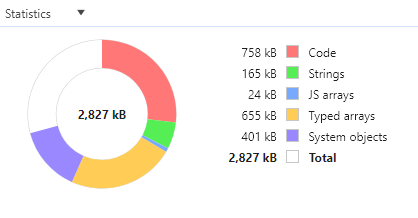 Statistics
2,827 kB
758 kB Code
165 kB Strings
24 kB JS arrays
655 kB Typed arrays
401 kB System objects
2,827 kB Total